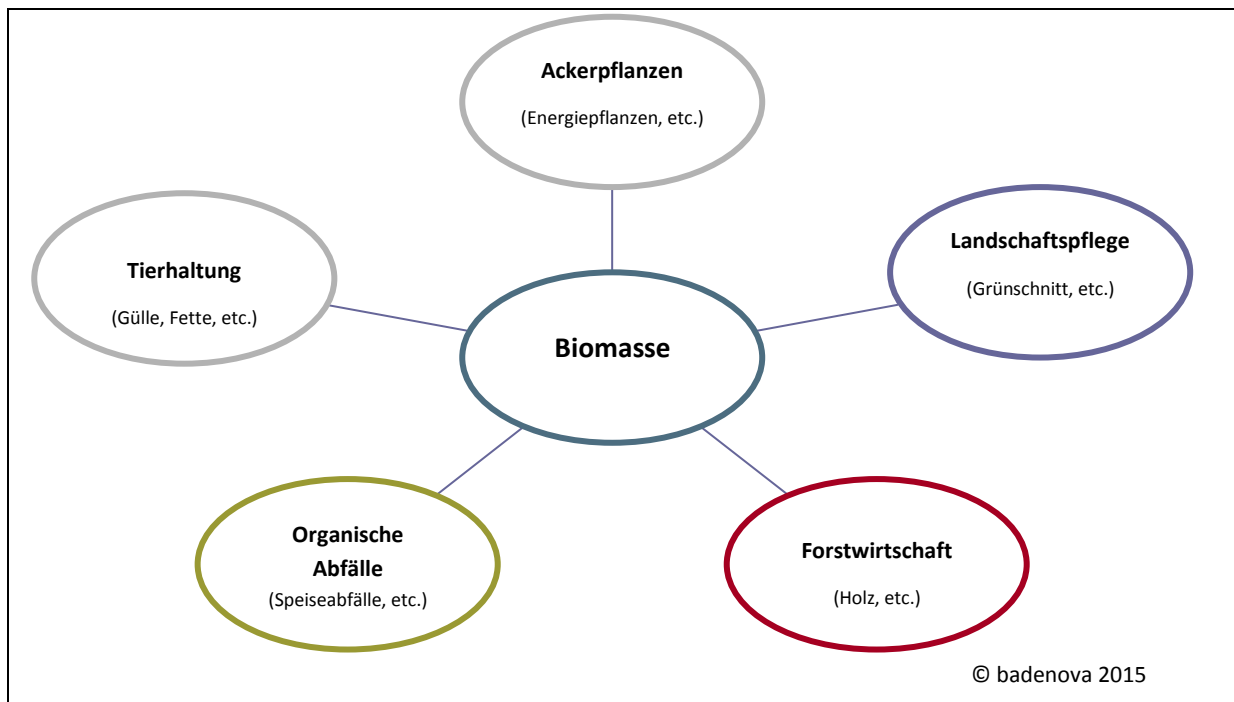 Ackerpflanzen
(Energiepflanzen, etc.)
Landschaftspflege
(Grünschnitt, etc.)
Tierhaltung
(Gülle, Fette, etc.)
Biomasse
Organische
Abfälle
(Speiseabfälle, etc.)
Forstwirtschaft
(Holz, etc.)
© badenova 2015